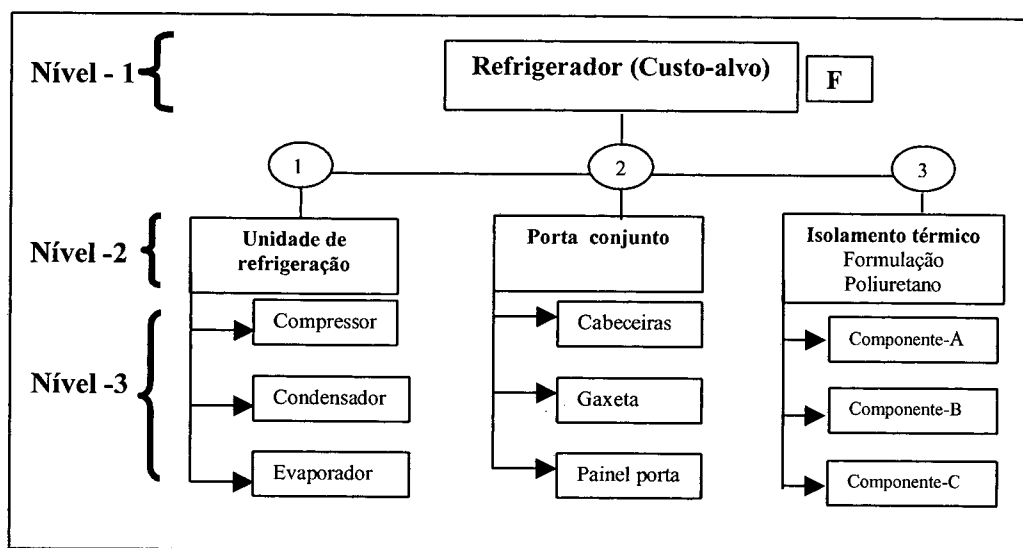 Nível - 1
Refrigerador (Custo-alvo)
F
1
2
3
Nível -2
Unidade de
refrigeração
Porta conjunto
Isolamento térmico
Formulação
Poliuretano
Nível -3
Compressor
Cabeceiras
Componente-A
Condensador
Gaxeta
Componente-B
Evaporador
Painel porta
Componente-C